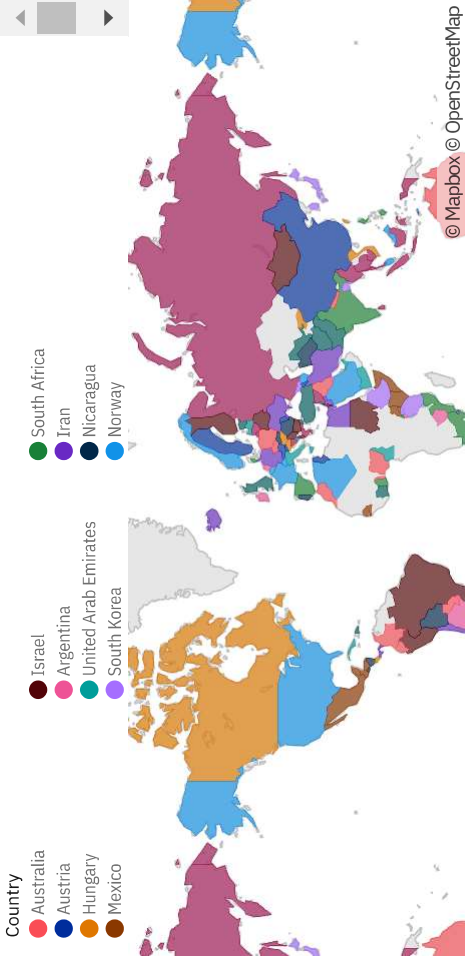 Country
Australia
Austria
Hungary
Mexico
Israel
Argentina
United Arab Emirates
South Korea
South Africa
Iran
Nicaragua
Norway
© Mapbox © OpenStreetMap